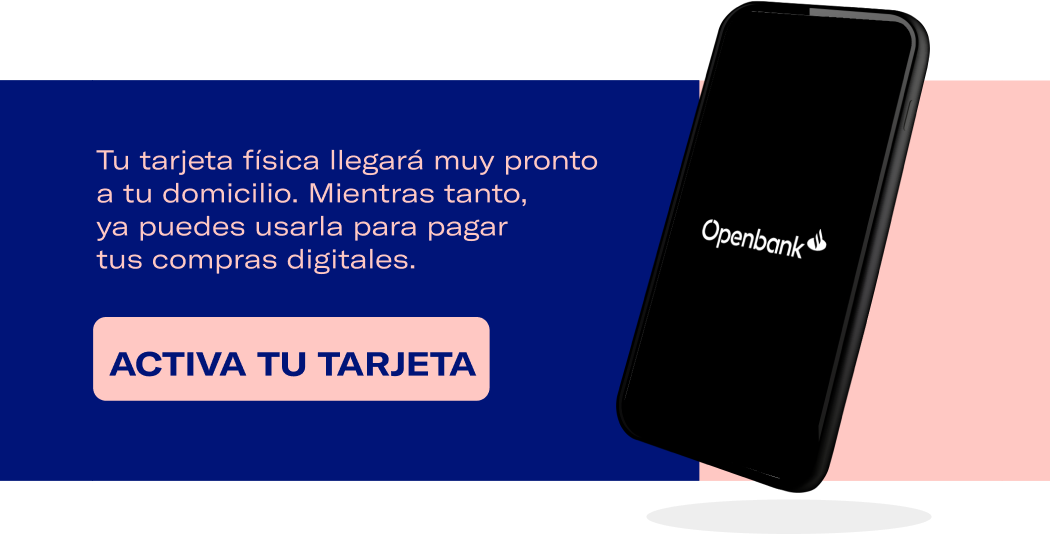 Tu tarjeta física llegará muy pronto
a tu domicilio. Mientras tanto,
ya puedes usarla para pagar
tus compras digitales.
ACTIVA TU TARJETA
Openbank